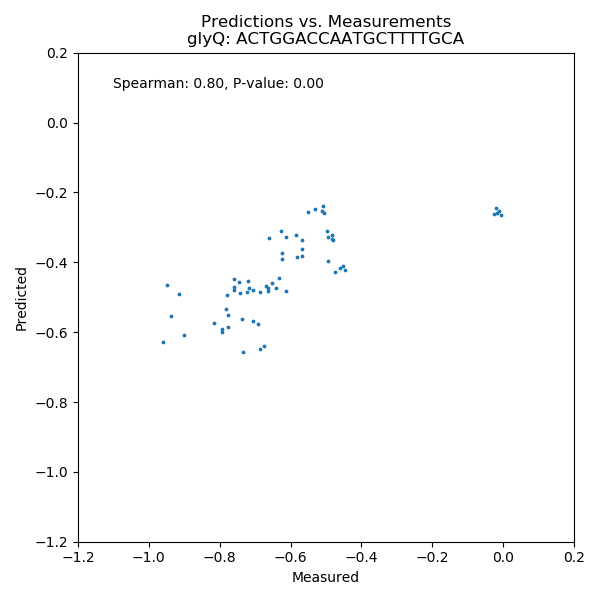 Predictions vs. Measurements
glyQ: ACTGGACCAATGCTTTTGCA
Spearman: 0.80, P-value: 0.00
0.2
0.0
−0.2
−0.4
−0.6
−0.8
−1.0
−1.2
Predicted
−1.2 −1.0 −0.8 −0.6 −0.4 −0.2 0.0 0.2
Measured